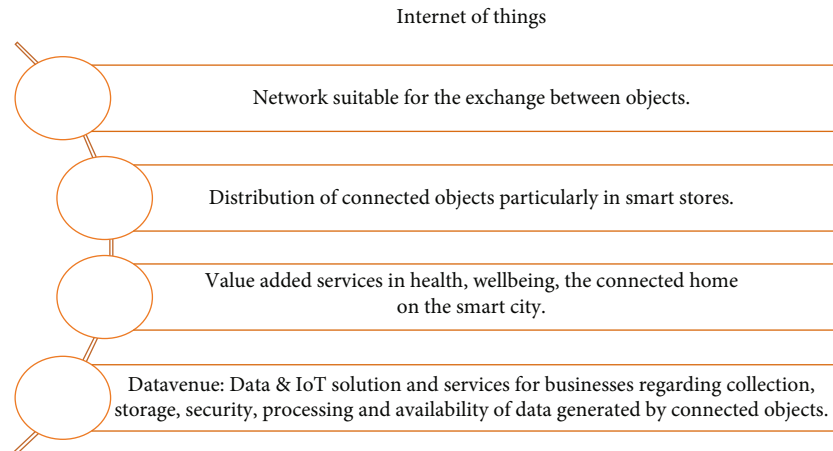 Internet of things
Network suitable for the exchange between objects.
Distribution of connected objects particularly in smart stores.
Value added services in health, wellbeing, the connected home
on the smart city.
Datavenue: Data & IoT solution and services for businesses regarding collection,
storage, security, processing and availability of data generated by connected objects.